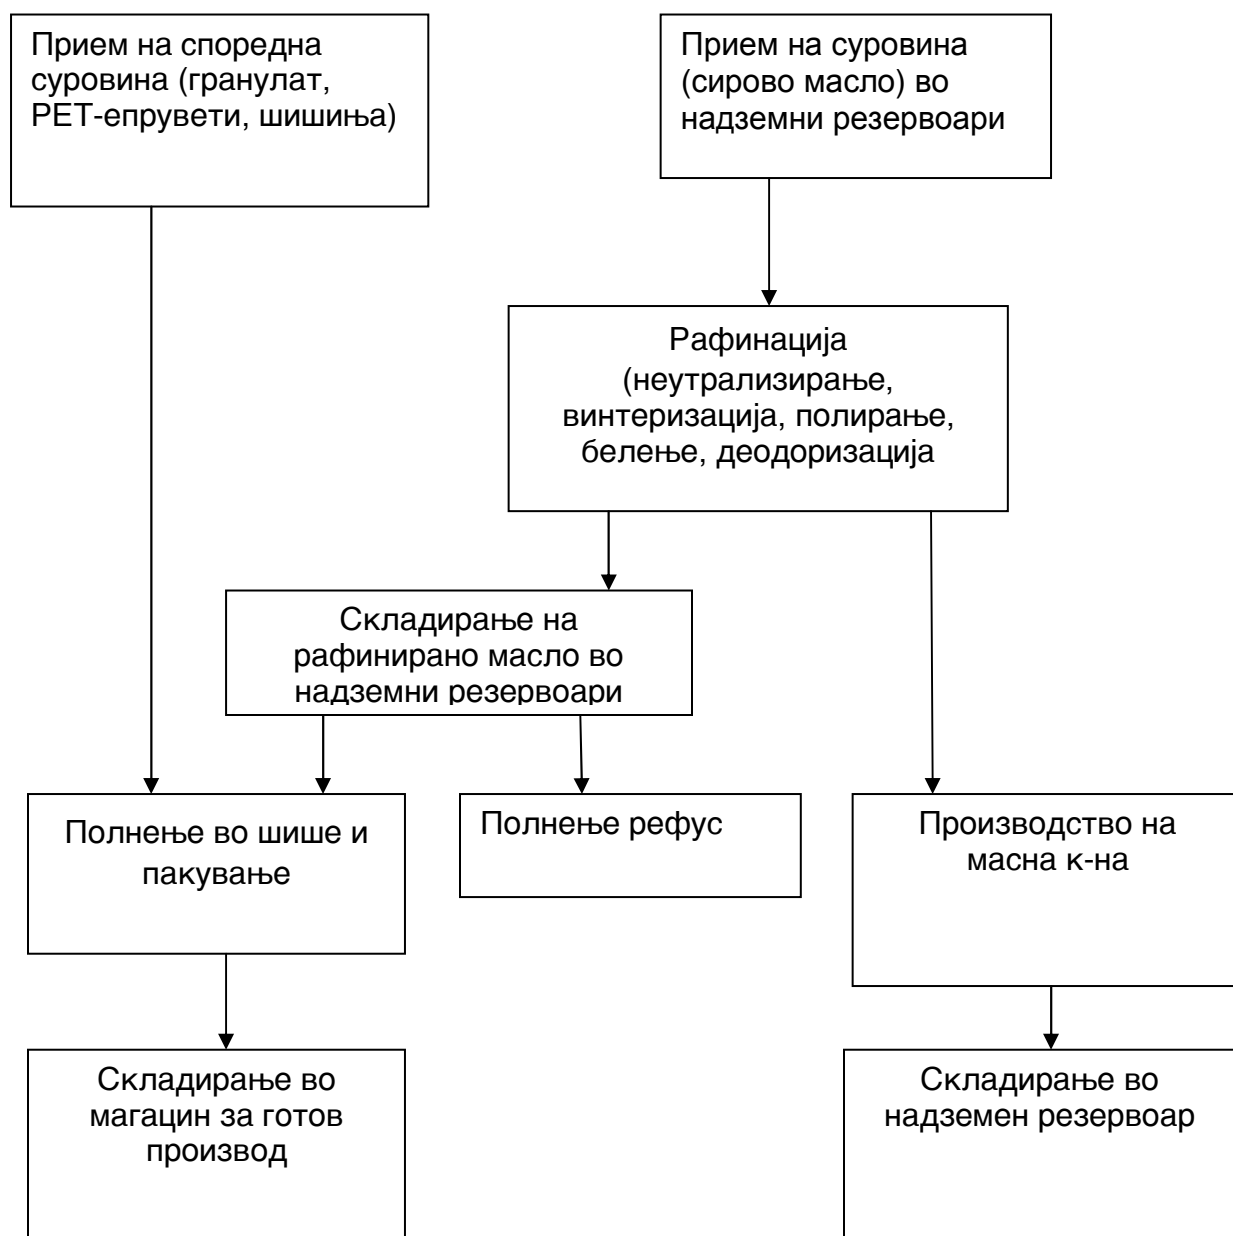 Прием на споредна
суровина (гранулат,
PET-епрувети, шишиња)
Прием на суровина
(сирово масло) во
надземни резервоари
Рафинација
(неутрализирање,
винтеризација, полирање,
белење, деодоризација
Складирање на
рафинирано масло во
надземни резервоари
Полнење во шише и
пакување
Полнење рефус
Производство на
масна к-на
Складирање во
магацин за готов
производ
Складирање во
надземен резервоар